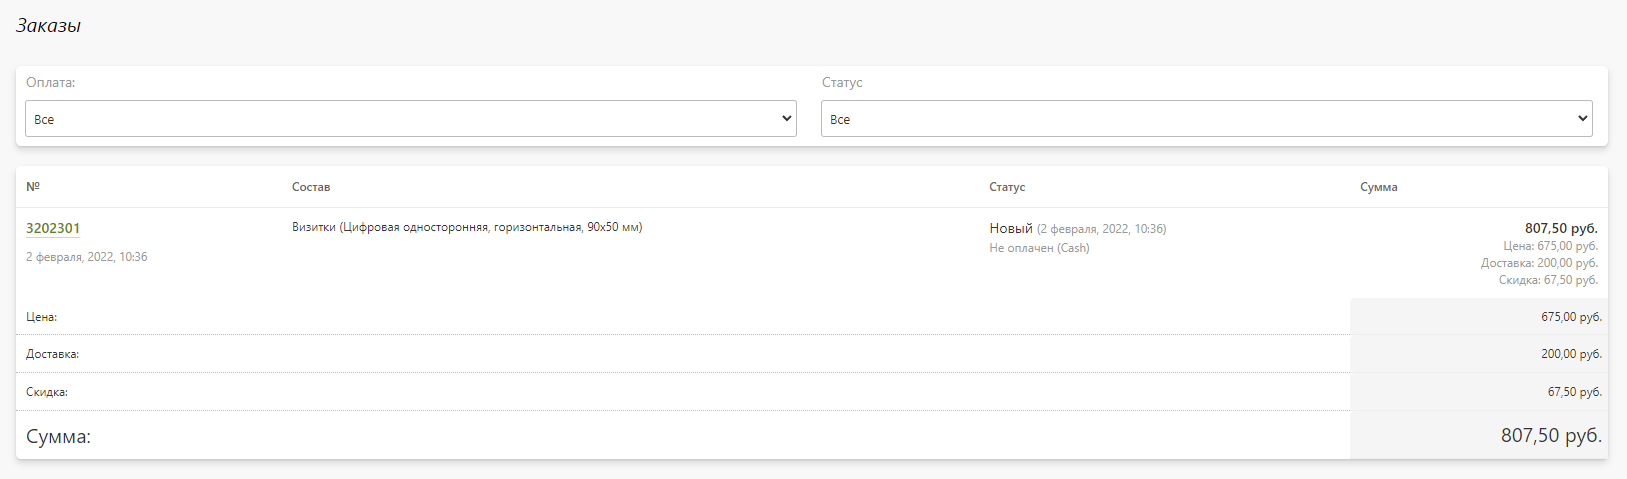 Заказы
Оплата: Статус
Все Все
№ Состав Статус Сумма
3202301 Визитки (Цифровая односторонняя, горизонтальная, 90x50 мм) Новый (2 февраля, 2022, 10:36) 807,50 руб.
Не оплачен (Cash) Цена: 675,00 руб.
2 февраля, 2022, 10:36 Доставка: 200,00 руб.
Скидка: 67,50 руб.
Цена: 675,00 руб.
Доставка: 200,00 руб.
Скидка: 67,50 руб.
Сумма: 807,50 руб.